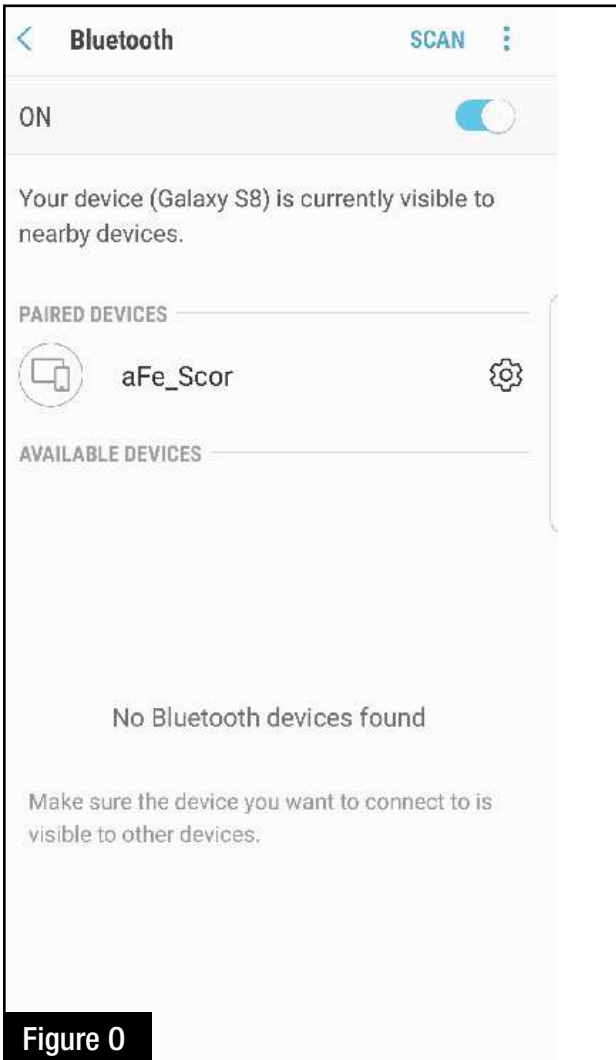 Bluetooth SCAN
ON
Your device (Galaxy S8) is currently visible to
nearby devices.
PAIRED DEVICES
aFe_Scor
AVAILABLE DEVICES
No Bluetooth devices found
Make sure the device you want to connect to is
visible to other devices.
Figure O